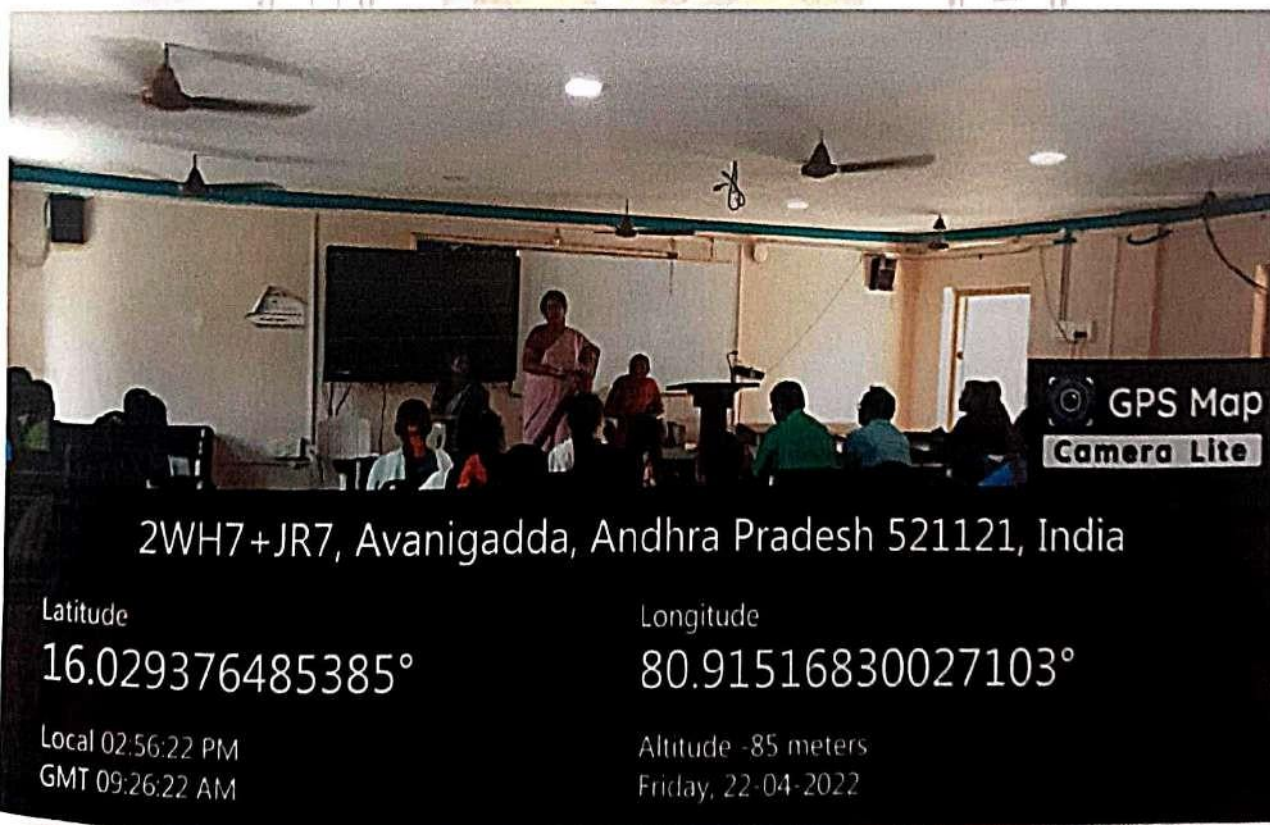 GPS Map
Camera Lite
2WH7+JR7, Avanigadda, Andhra Pradesh 521121, India
Latitude
16.029376485385°
Longitude
80.91516830027103°
Local 02:56:22 PM
GMT 09:26:22 AM
Altitude -85 meters
Friday, 22-04-2022